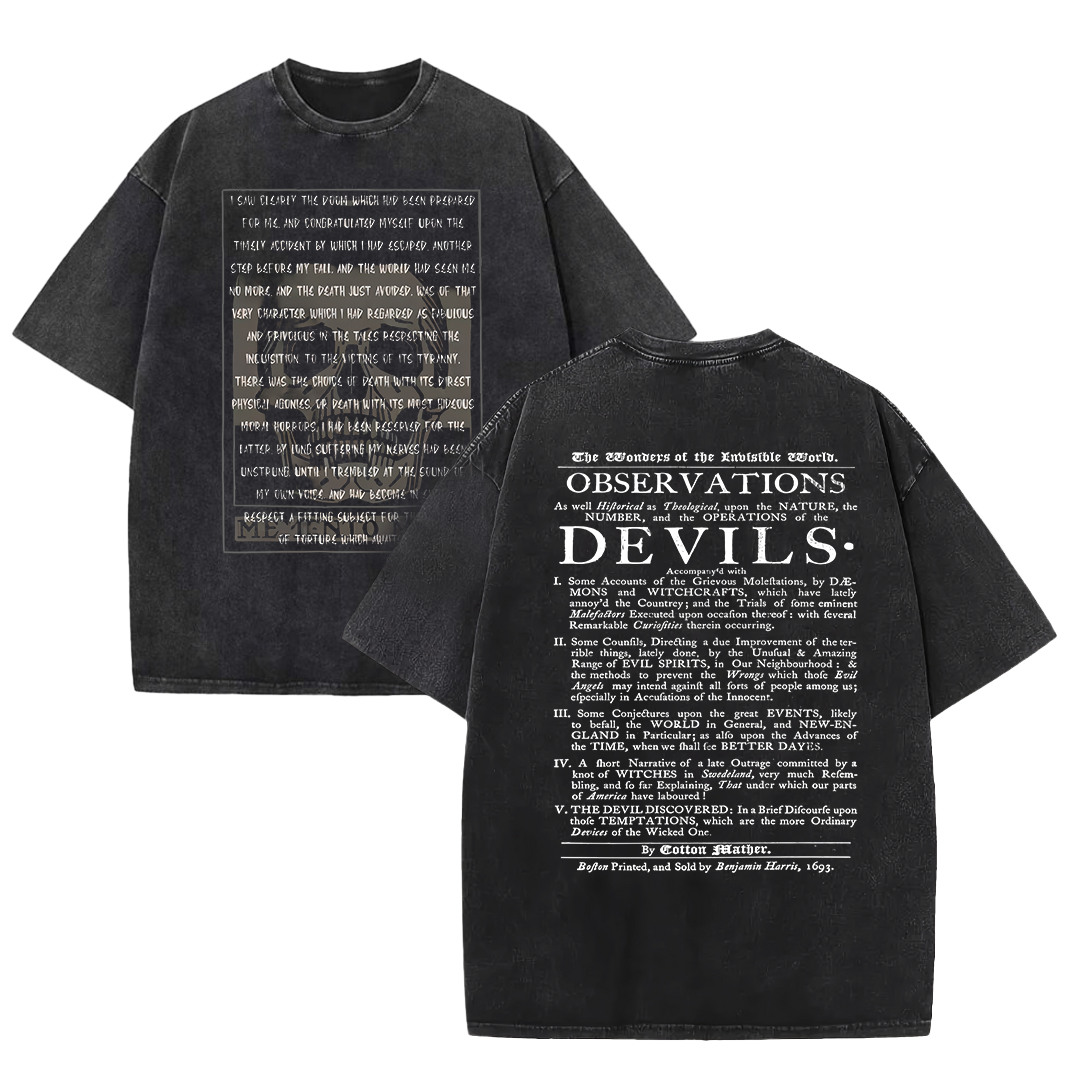 I SAW CLEARLY THE DOOM WHICH HAD BEEN PREPARED
FOR ME, AND CONGRATULATED MYSELF UPON THE
TIMELY ACCIDENT BY WHICH I HAD ESCAPED. ANOTHER
STEP BEFORE MY FALL, AND THE WORLD HAD SEEN ME
NO MORE. AND THE DEATH JUST AVOIDED, WAS OF THAT
VERY CHARACTER WHICH I HAD REGARDED AS FABULOUS
AND FRIVOLOUS IN THE TALES RESPECTING THE
INQUISITION. TO THE VICTIMS OF ITS TYRANNY,
THERE WAS THE CHOICE OF DEATH WITH ITS DIREST
PHYSICAL AGONIES, OR DEATH WITH ITS MOST HIDEOUS
MORAL HORRORS. I HAD BEEN RESERVED FOR THE
LATTER. BY LONG SUFFERING MY NERVES HAD BEEN
UNSTRUNG, UNTIL I TREMBLED AT THE SOUND OF
MY OWN VOICE, AND HAD BECOME IN
RESPECT A FITTING SUBJECT FOR
MEMENTO
OF TORTURE WHICH
The Wonders of the Invisible World.
OBSERVATIONS
As well Hiſtorical as Theological, upon the NATURE, the
NUMBER, and the OPERATIONS of the
DEVILS.
Accompany'd with
I. Some Accounts of the Grievous Moleſtations, by DÆ-
MONS and WITCHCRAFTS, which have lately
annoy'd the Countrey; and the Trials of ſome eminent
Malefactors Executed upon occaſion thereof: with ſeveral
Remarkable Curioſities therein occurring.
II. Some Counſils, Directing a due Improvement of the ter-
rible things, lately done, by the Unuſual & Amazing
Range of EVIL SPIRITS, in Our Neighbourhood: &
the methods to prevent the Wrongs which thoſe Evil
Angels may intend againſt all ſorts of people among us;
eſpecially in Accuſations of the Innocent.
III. Some Conjectures upon the great EVENTS, likely
to befall, the WORLD in General, and NEW-EN-
GLAND in Particular; as alſo upon the Advances of
the TIME, when we ſhall ſee BETTER DAYES.
IV. A ſhort Narrative of a late Outrage committed by a
knot of WITCHES in Swedeland, very much Reſem-
bling, and ſo far Explaining, That under which our parts
of America have laboured!
V. THE DEVIL DISCOVERED: In a Brief Diſcourſe upon
thoſe TEMPTATIONS, which are the more Ordinary
Devices of the Wicked One.
By Cotton Mather.
Boſton Printed, and Sold by Benjamin Harris, 1693.